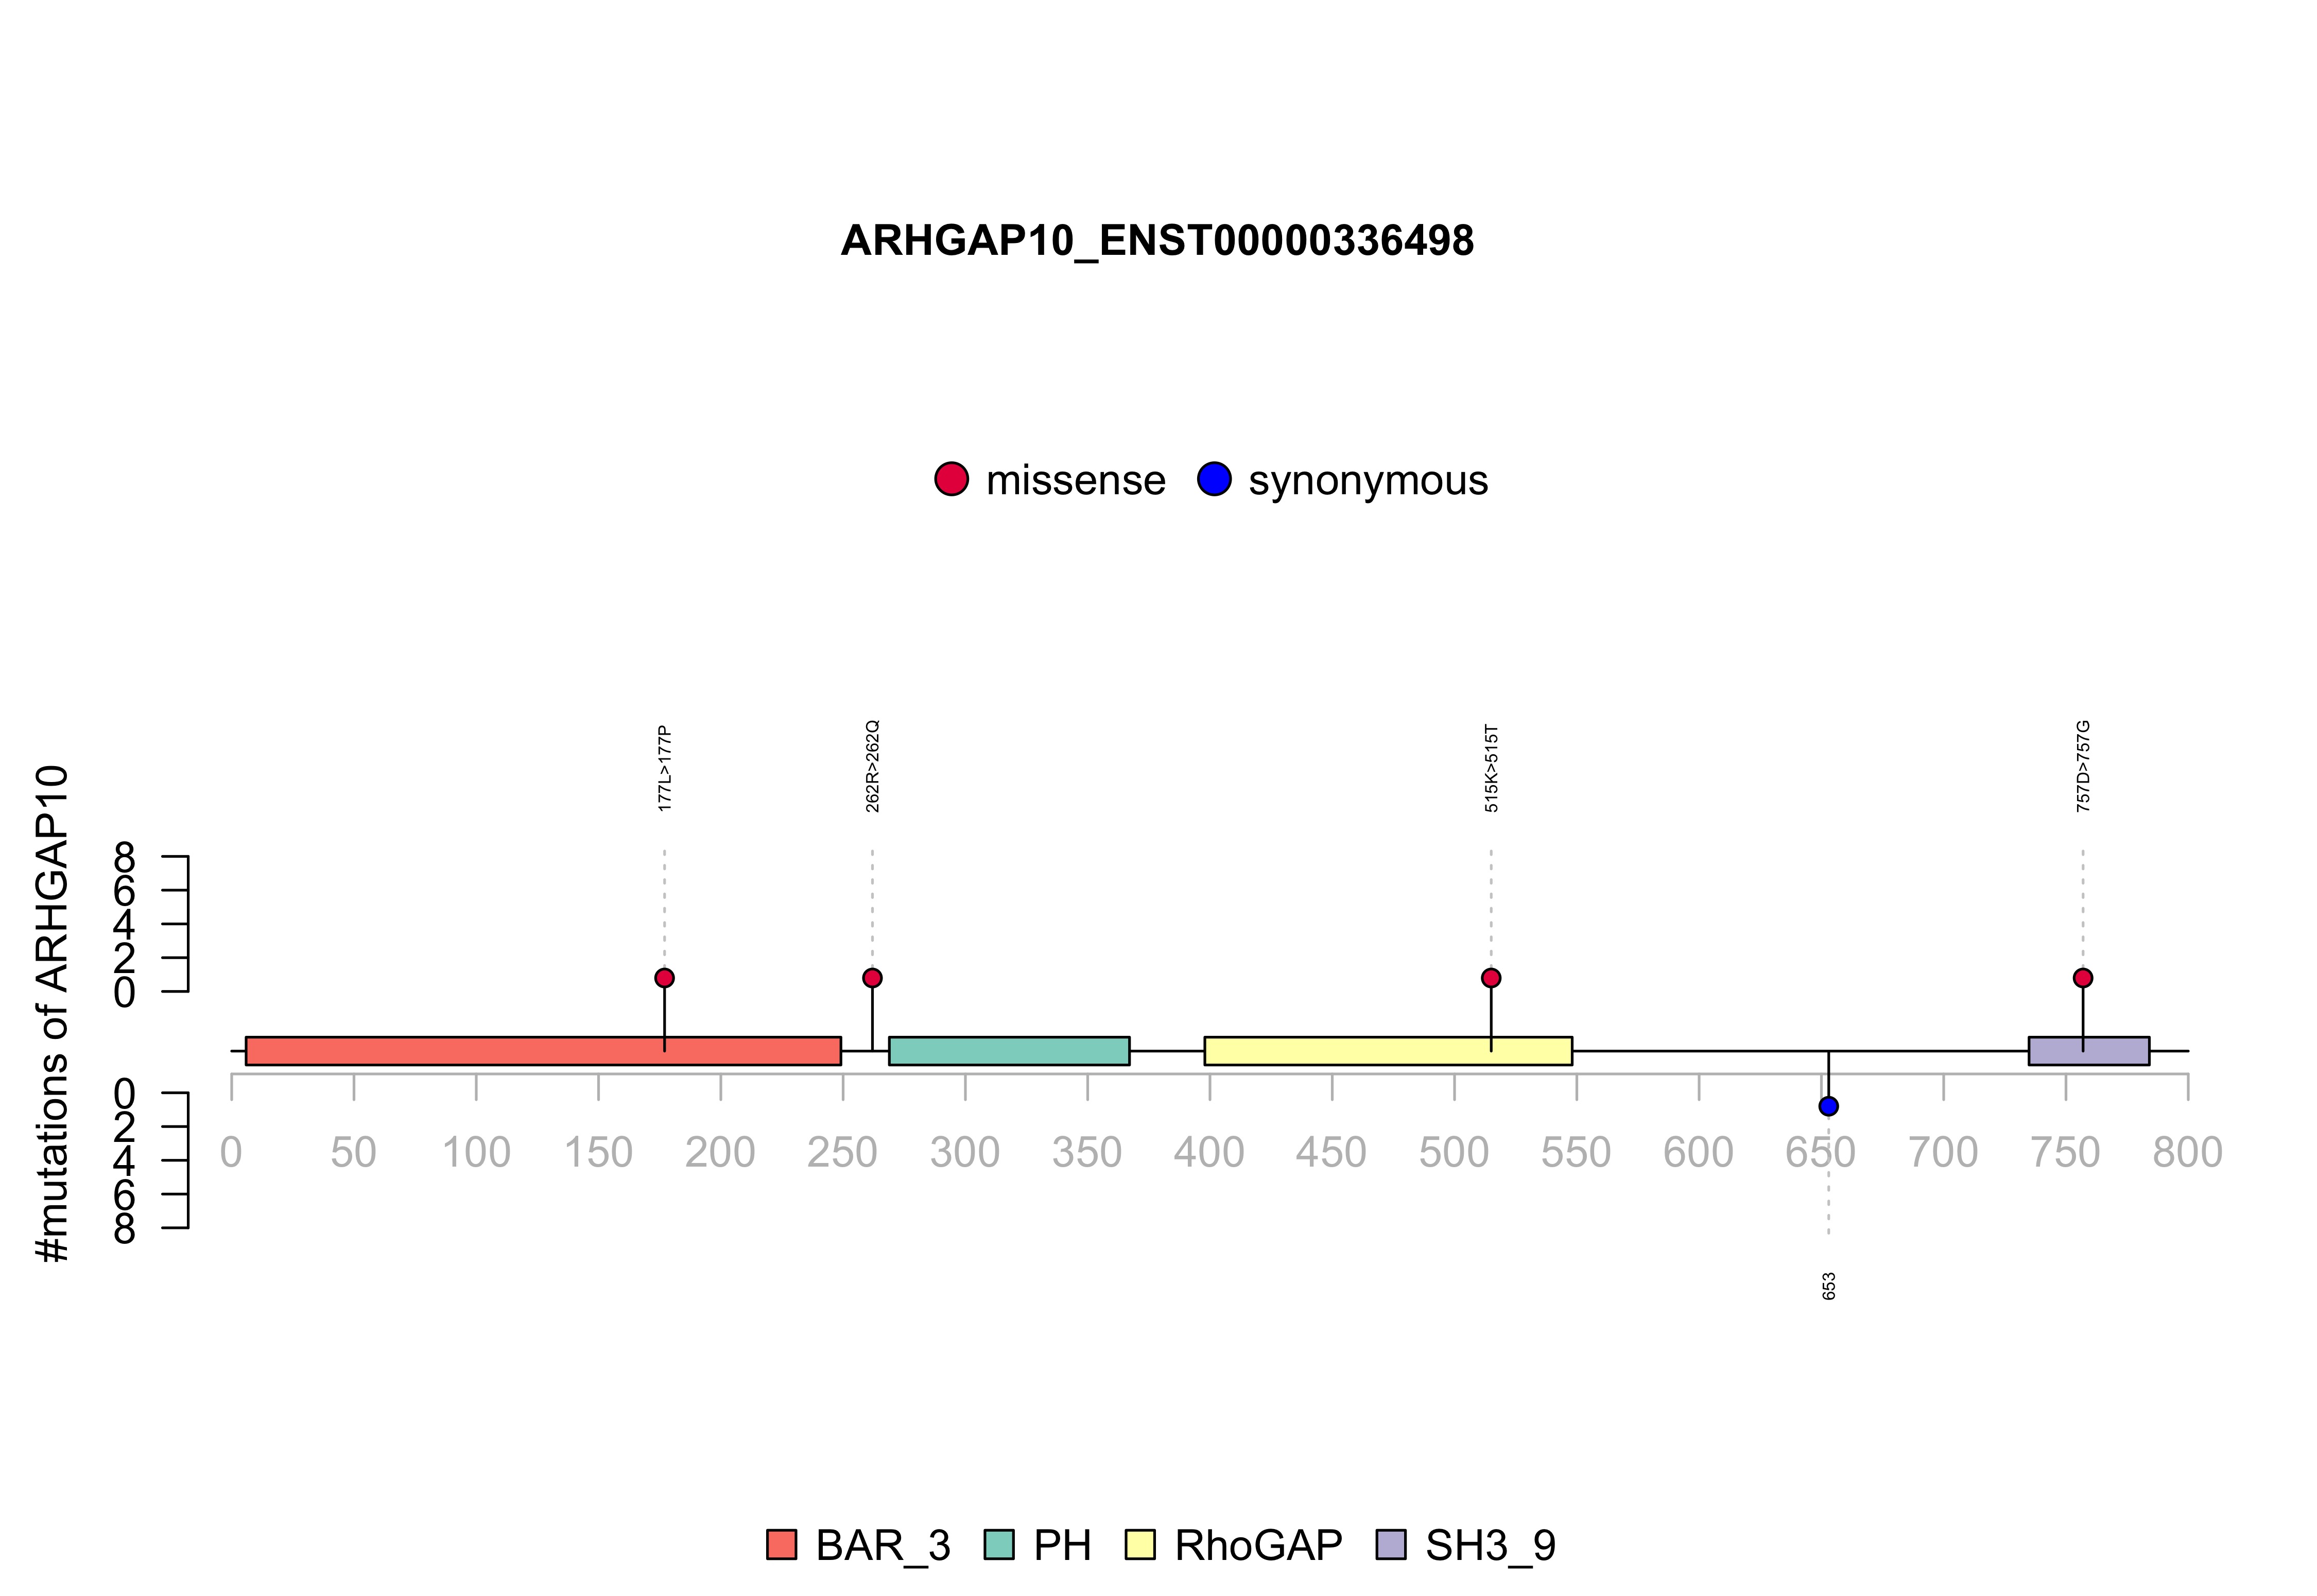 ARHGAP10_ENST00000336498
missense synonymous
177L>177P
262R>262Q
515K>515T
757D>757G
#mutations of ARHGAP10
8
6
4
2
0
0
2
4
6
8
0 50 100 150 200 250 300 350 400 450 500 550 600 650 700 750 800
653
BAR_3 PH RhoGAP SH3_9